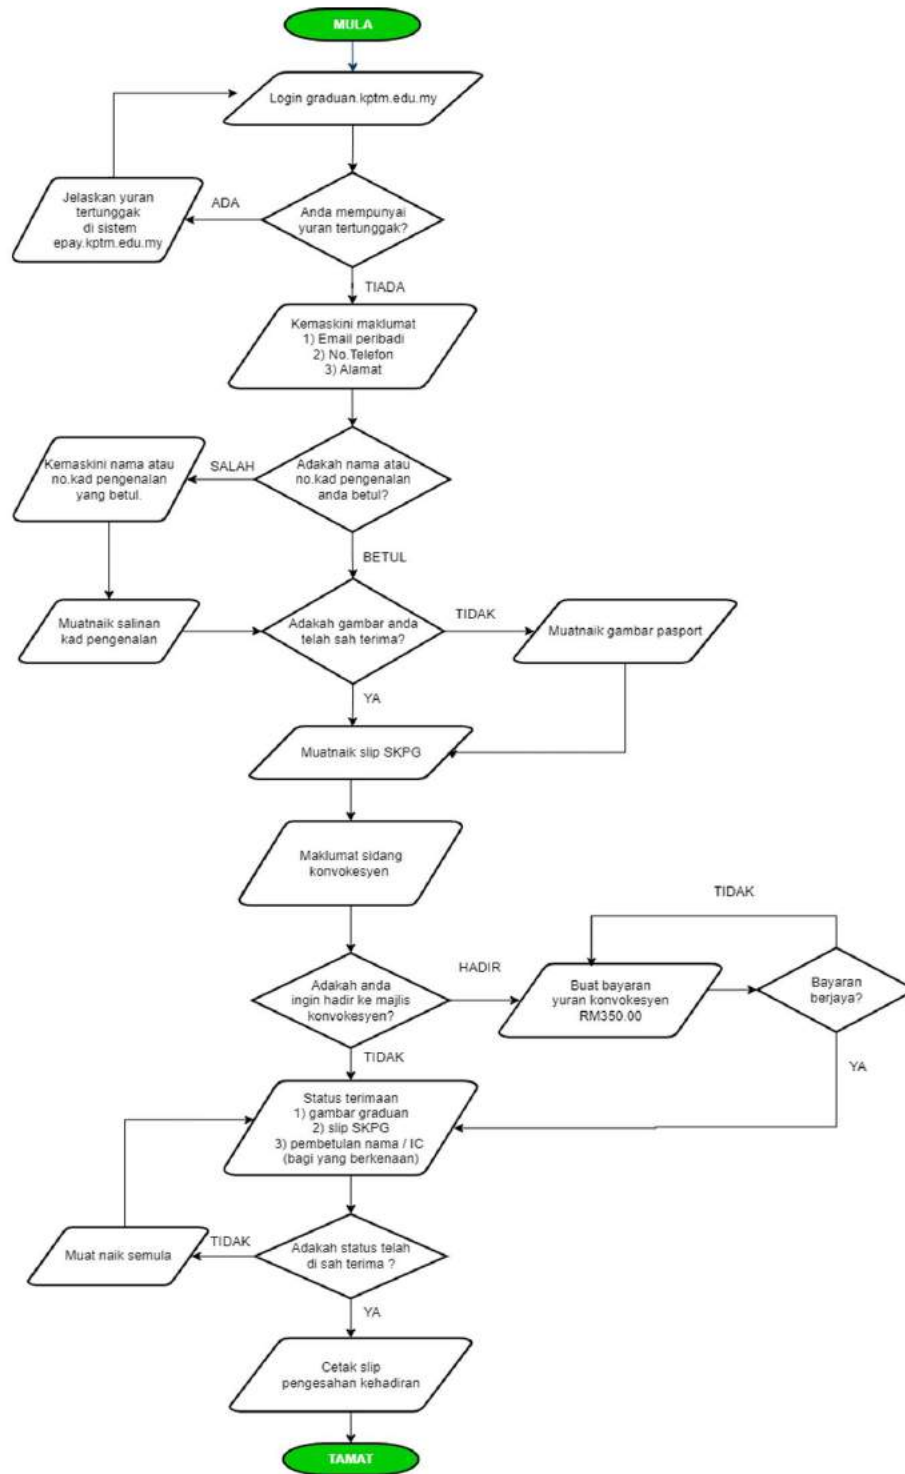 MULA
Login graduan.kptm.edu.my
Anda mempunyai
yuran tertunggak?
ADA
Jelaskan yuran
tertunggak
di sistem
epay.kptm.edu.my
TIADA
Kemaskini maklumat
1) Email peribadi
2) No.Telefon
3) Alamat
Adakah nama atau
no.kad pengenalan
anda betul?
SALAH
Kemaskini nama atau
no.kad pengenalan
yang betul.
Muatnaik salinan
kad pengenalan
BETUL
Adakah gambar anda
telah sah terima?
TIDAK
Muatnaik gambar pasport
YA
Muatnaik slip SKPG
Maklumat sidang
konvokesyen
Adakah anda
ingin hadir ke majlis
konvokesyen?
HADIR
Buat bayaran
yuran konvokesyen
RM350.00
Bayaran
berjaya?
TIDAK
YA
TIDAK
Status terimaan
1) gambar graduan
2) slip SKPG
3) pembetulan nama / IC
(bagi yang berkenaan)
Adakah status telah
di sah terima ?
TIDAK
Muat naik semula
YA
Cetak slip
pengesahan kehadiran
TAMAT